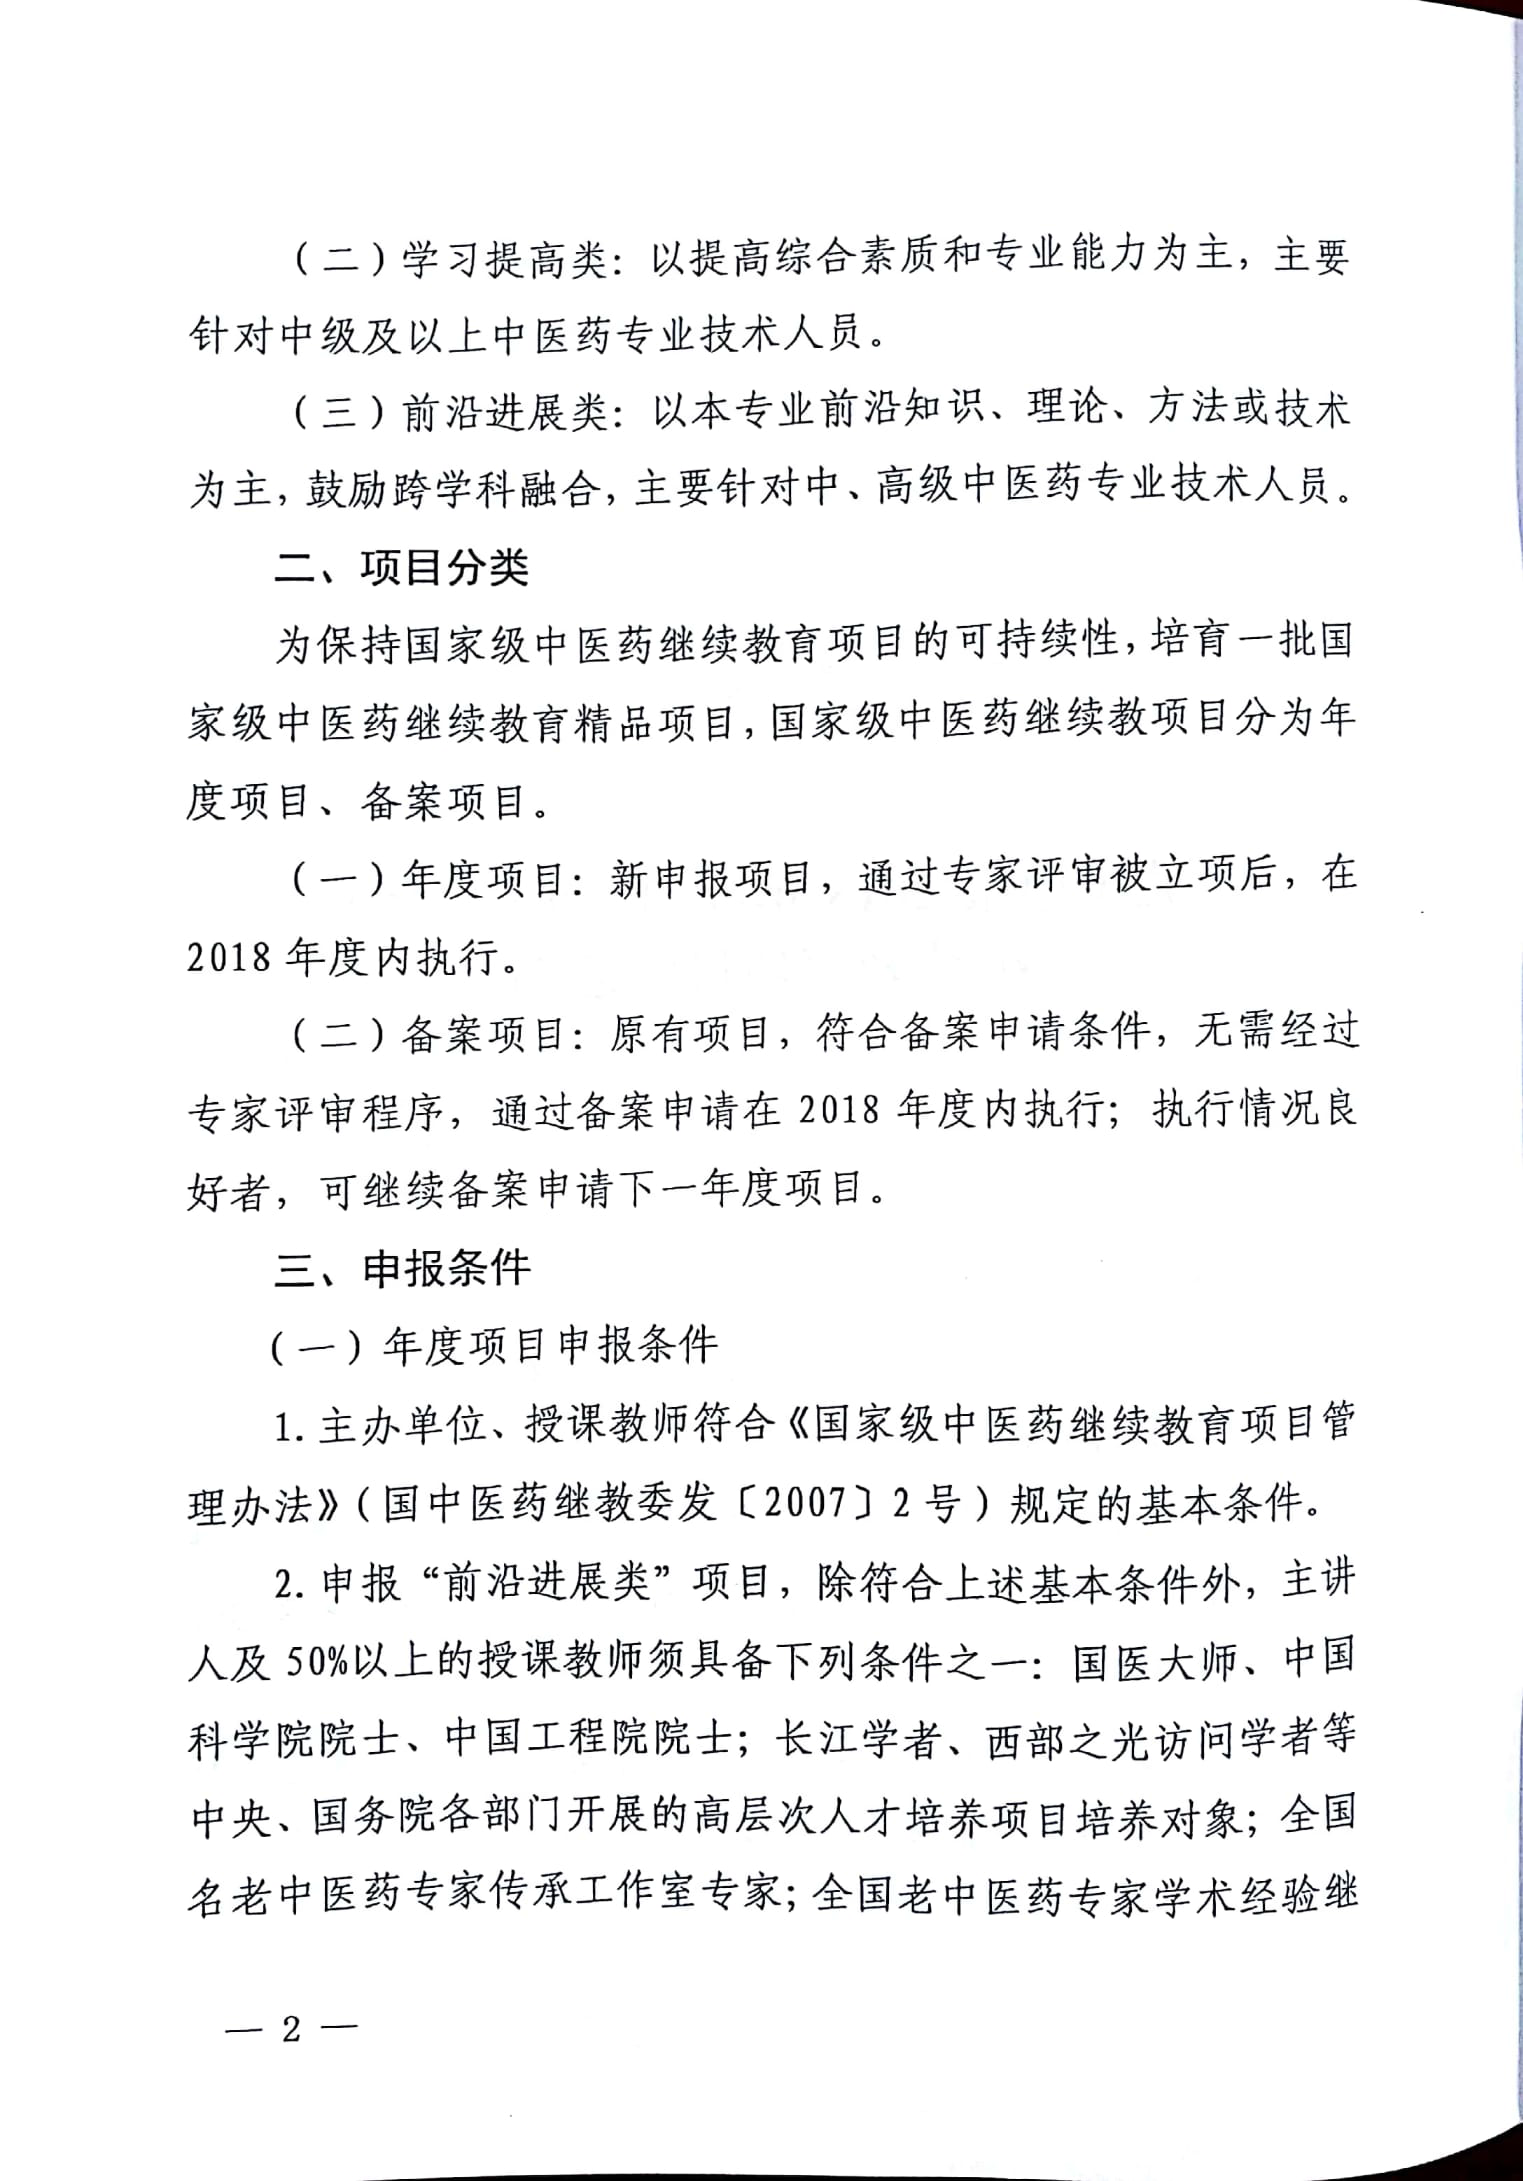 （二）学习提高类：以提高综合素质和专业能力为主，主要
针对中级及以上中医药专业技术人员。
（三）前沿进展类：以本专业前沿知识、理论、方法或技术
为主，鼓励跨学科融合，主要针对中、高级中医药专业技术人员。
二、项目分类
为保持国家级中医药继续教育项目的可持续性，培育一批国
家级中医药继续教育精品项目，国家级中医药继续教项目分为年
度项目、备案项目。
（一）年度项目：新申报项目，通过专家评审被立项后，在
2018 年度内执行。
（二）备案项目：原有项目，符合备案申请条件，无需经过
专家评审程序，通过备案申请在 2018 年度内执行；执行情况良
好者，可继续备案申请下一年度项目。
三、申报条件
（一）年度项目申报条件
1. 主办单位、授课教师符合《国家级中医药继续教育项目管
理办法》（国中医药继教委发〔2007〕2 号）规定的基本条件。
2. 申报“前沿进展类”项目，除符合上述基本条件外，主讲
人及 50%以上的授课教师须具备下列条件之一：国医大师、中国
科学院院士、中国工程院院士；长江学者、西部之光访问学者等
中央、国务院各部门开展的高层次人才培养项目培养对象；全国
名老中医药专家传承工作室专家；全国老中医药专家学术经验继
— 2 —